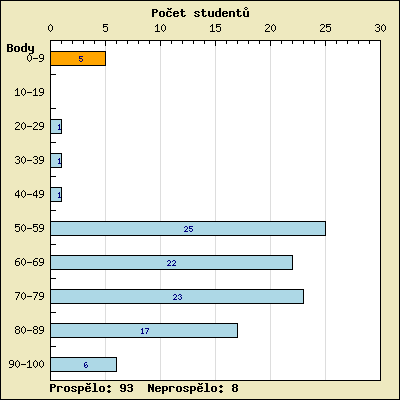 Počet studentů
0 5 10 15 20 25 30
Body
0-9 5
10-19
20-29 1
30-39 1
40-49 1
50-59 25
60-69 22
70-79 23
80-89 17
90-100 6
Prospělo: 93 Neprospělo: 8